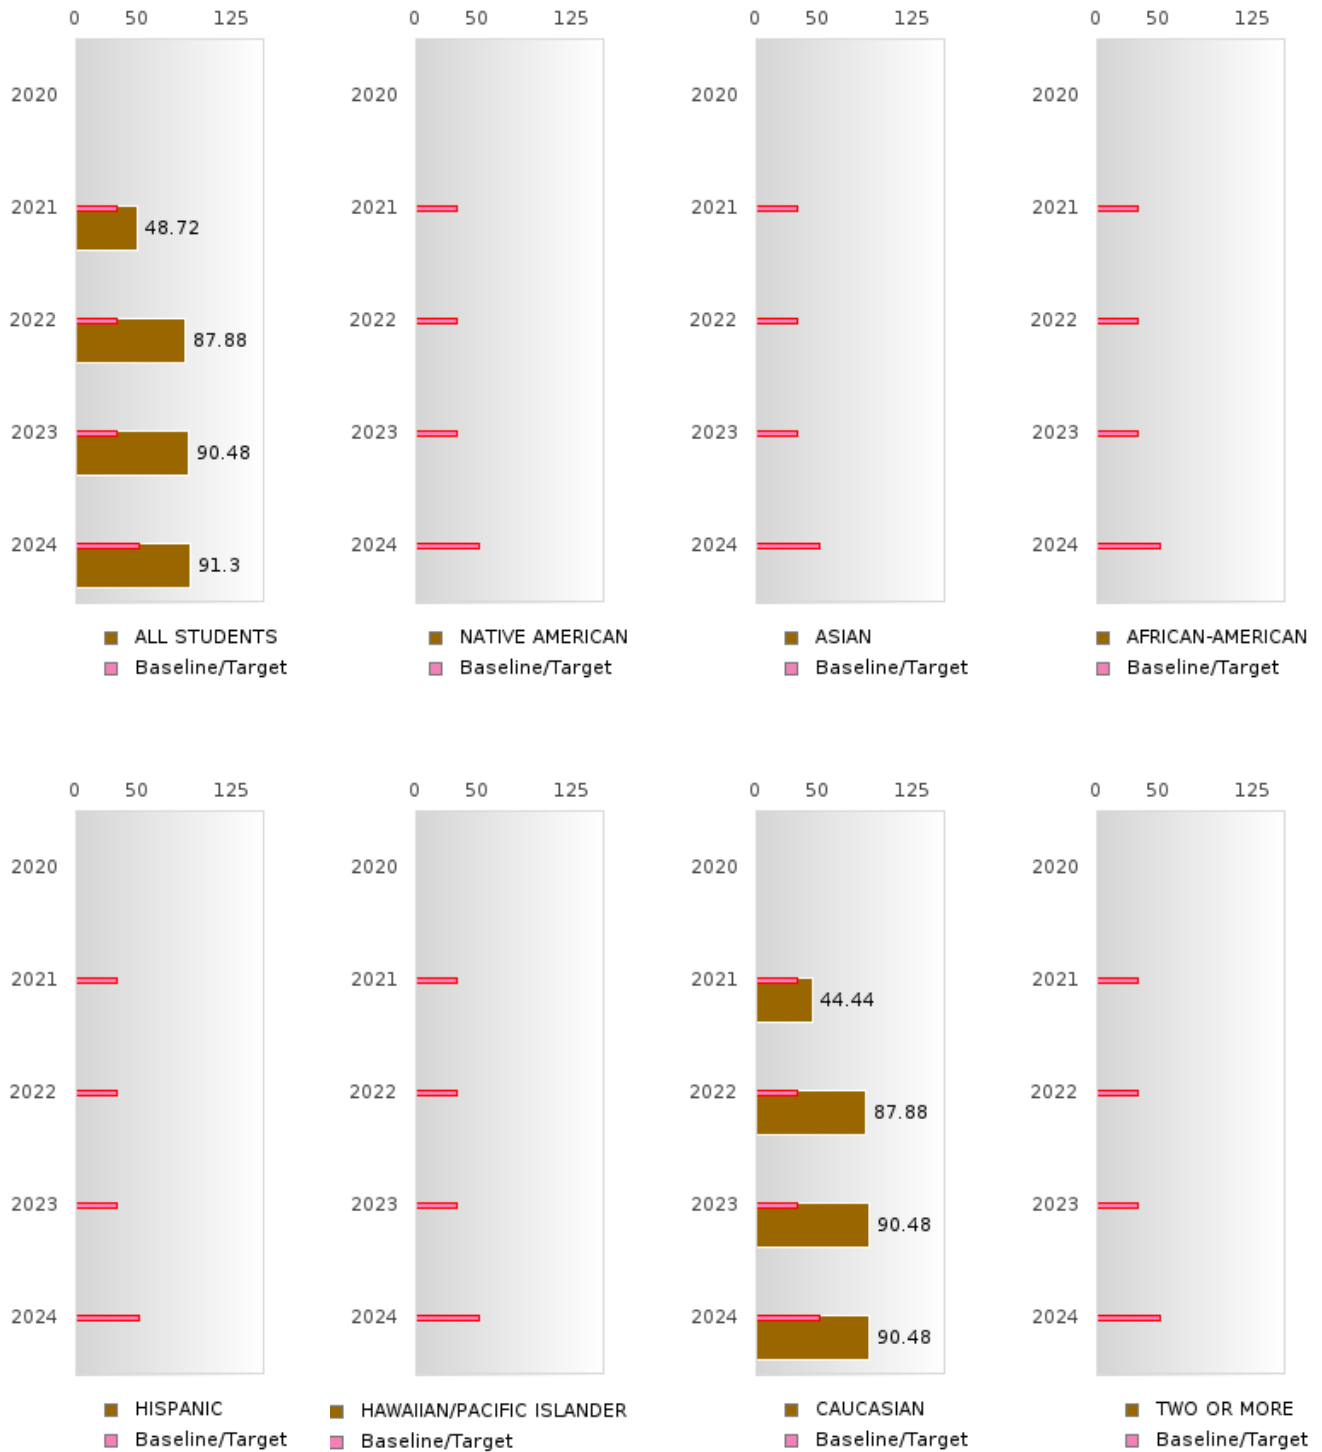 0 50 125 0 50 125 0 50 125 0 50 125
2020 2020 2020 2020
2021 48.72 2021 2021 2021
2022 87.88 2022 2022 2022
2023 90.48 2023 2023 2023
2024 91.3 2024 2024 2024
ALL STUDENTS NATIVE AMERICAN ASIAN AFRICAN-AMERICAN
Baseline/Target Baseline/Target Baseline/Target Baseline/Target
0 50 125 0 50 125 0 50 125 0 50 125
2020 2020 2020 2020
2021 2021 2021 44.44 2021
2022 2022 2022 87.88 2022
2023 2023 2023 90.48 2023
2024 2024 2024 90.48 2024
HISPANIC HAWAIIAN/PACIFIC ISLANDER CAUCASIAN TWO OR MORE
Baseline/Target Baseline/Target Baseline/Target Baseline/Target